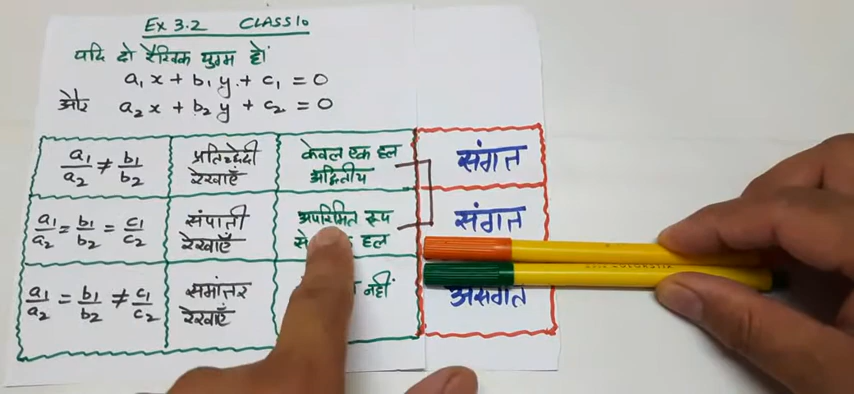 Ex 3.2 CLASS 10
यदि दो रैखिक युग्म हों
a₁x + b₁y + c₁ = 0
और a₂x + b₂y + c₂ = 0
a₁/a₂ ≠ b₁/b₂
प्रतिच्छेदी
रेखाएँ
केवल एक हल
अद्वितीय
संगत
a₁/a₂ = b₁/b₂ = c₁/c₂
संपाती
रेखाएँ
अपरिमित रूप
से हल
संगत
a₁/a₂ = b₁/b₂ ≠ c₁/c₂
समांतर
रेखाएँ
नहीं
असंगत